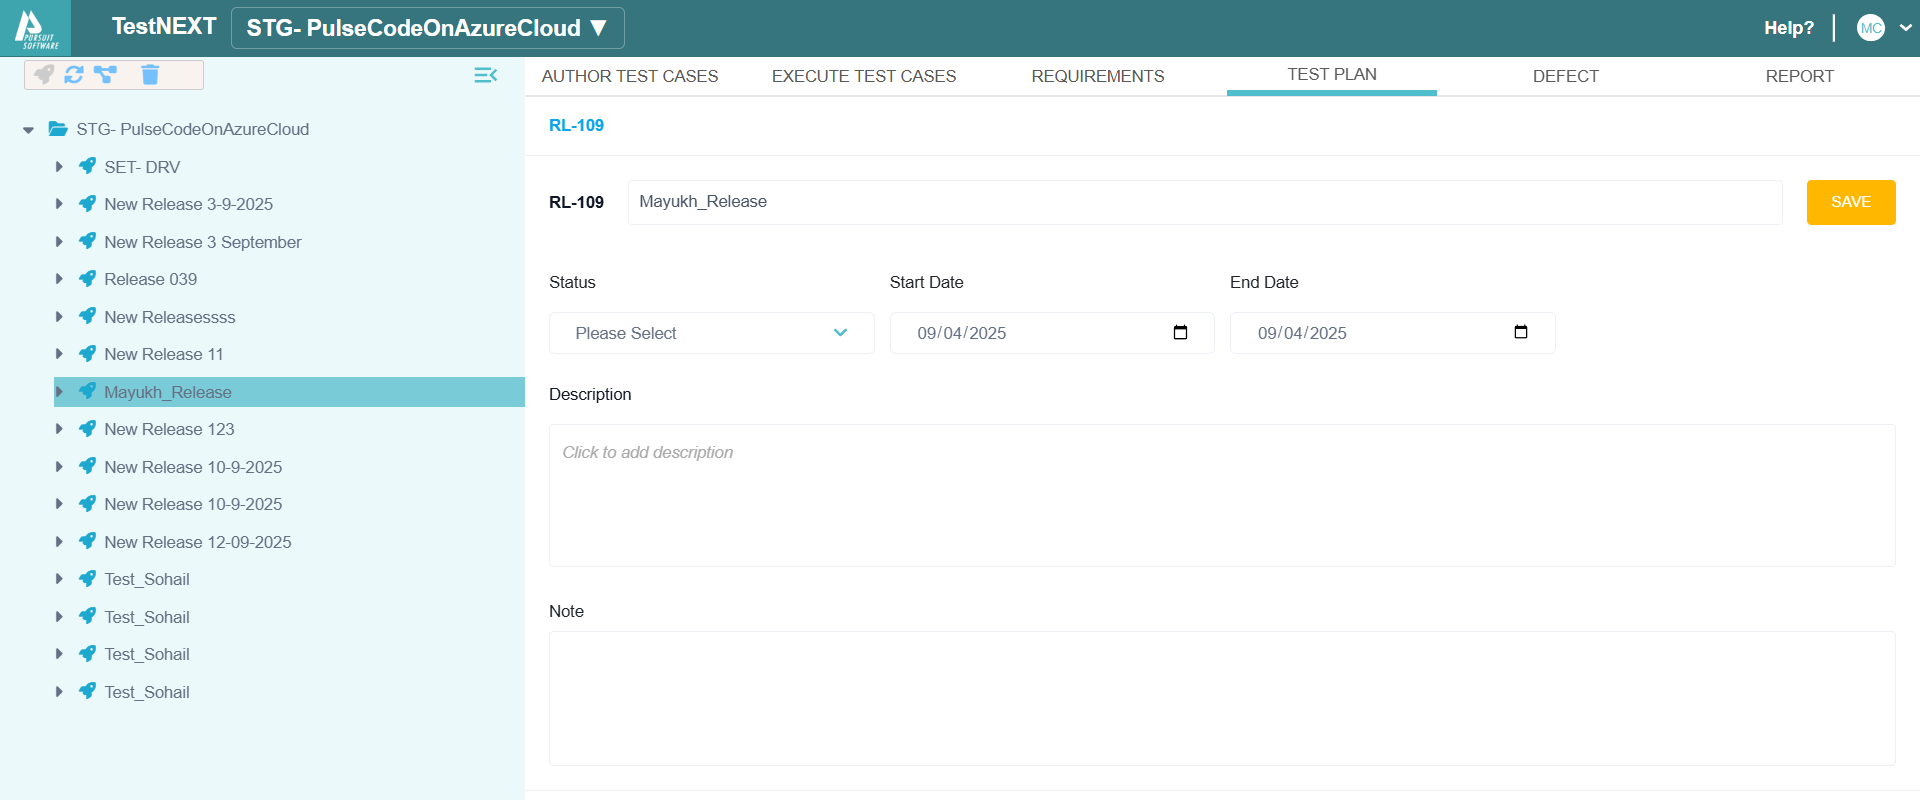 PURSUIT
SOFTWARE
TestNEXT
STG- PulseCodeOnAzureCloud ▼
Help?
MC
AUTHOR TEST CASES
EXECUTE TEST CASES
REQUIREMENTS
TEST PLAN
DEFECT
REPORT
STG- PulseCodeOnAzureCloud
SET- DRV
New Release 3-9-2025
New Release 3 September
Release 039
New Releasessss
New Release 11
Mayukh_Release
New Release 123
New Release 10-9-2025
New Release 10-9-2025
New Release 12-09-2025
Test_Sohail
Test_Sohail
Test_Sohail
Test_Sohail
RL-109
RL-109
Mayukh_Release
SAVE
Status
Start Date
End Date
Please Select
09/04/2025
09/04/2025
Description
Click to add description
Note